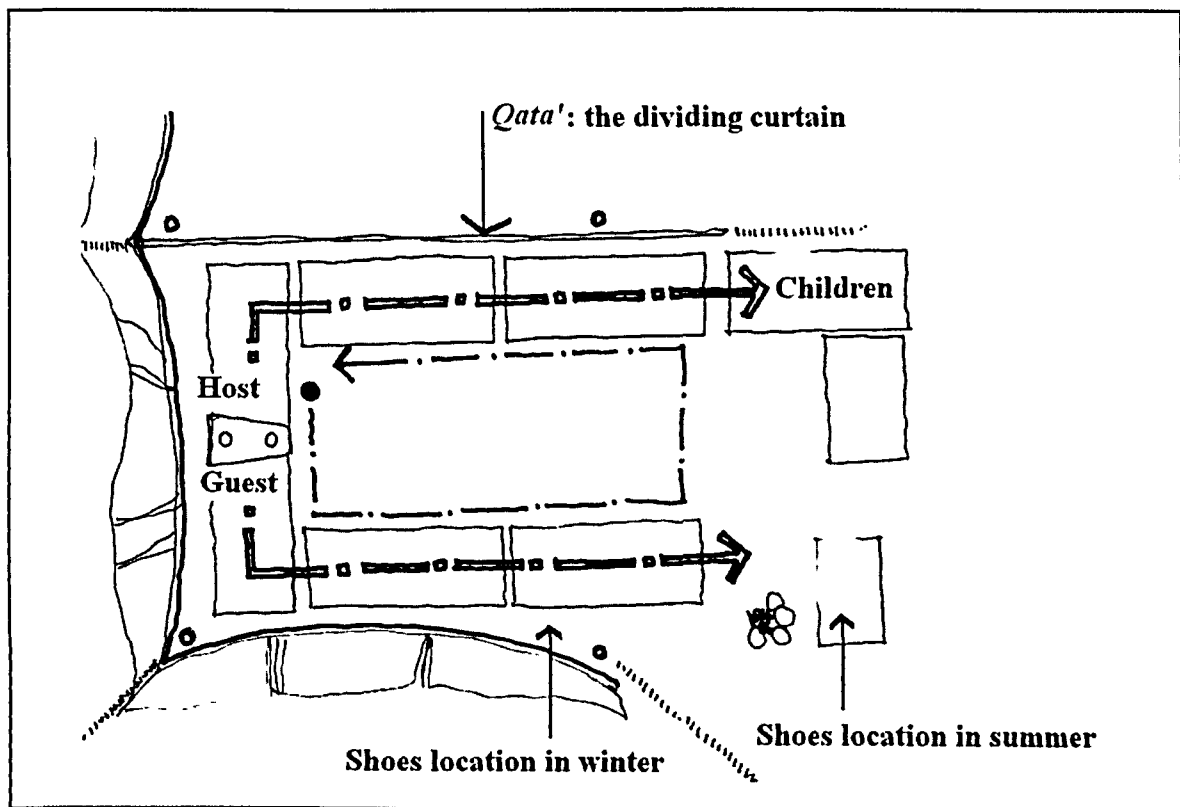 Qata': the dividing curtain
Children
Host
Guest
Shoes location in summer
Shoes location in winter